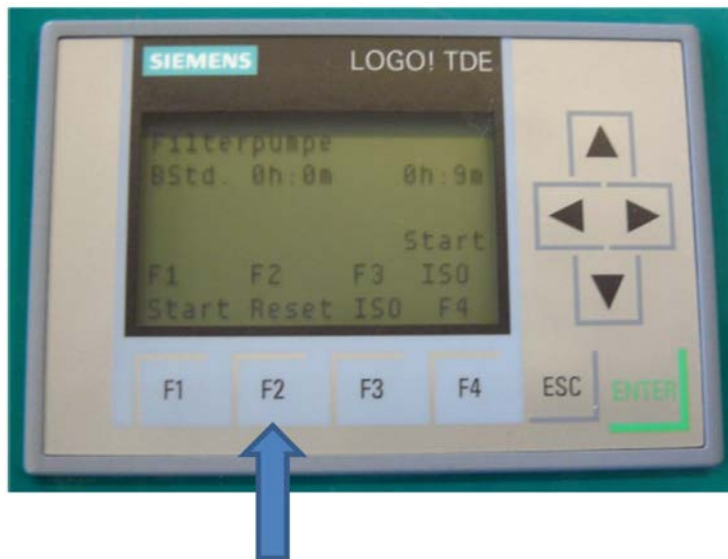 SIEMENS LOGO! TDE
Filterpumpe
BStd. 0h:0m 0h:9m
Start
F1 F2 F3 ISO
Start Reset ISO F4
F1 F2 F3 F4 ESC ENTER